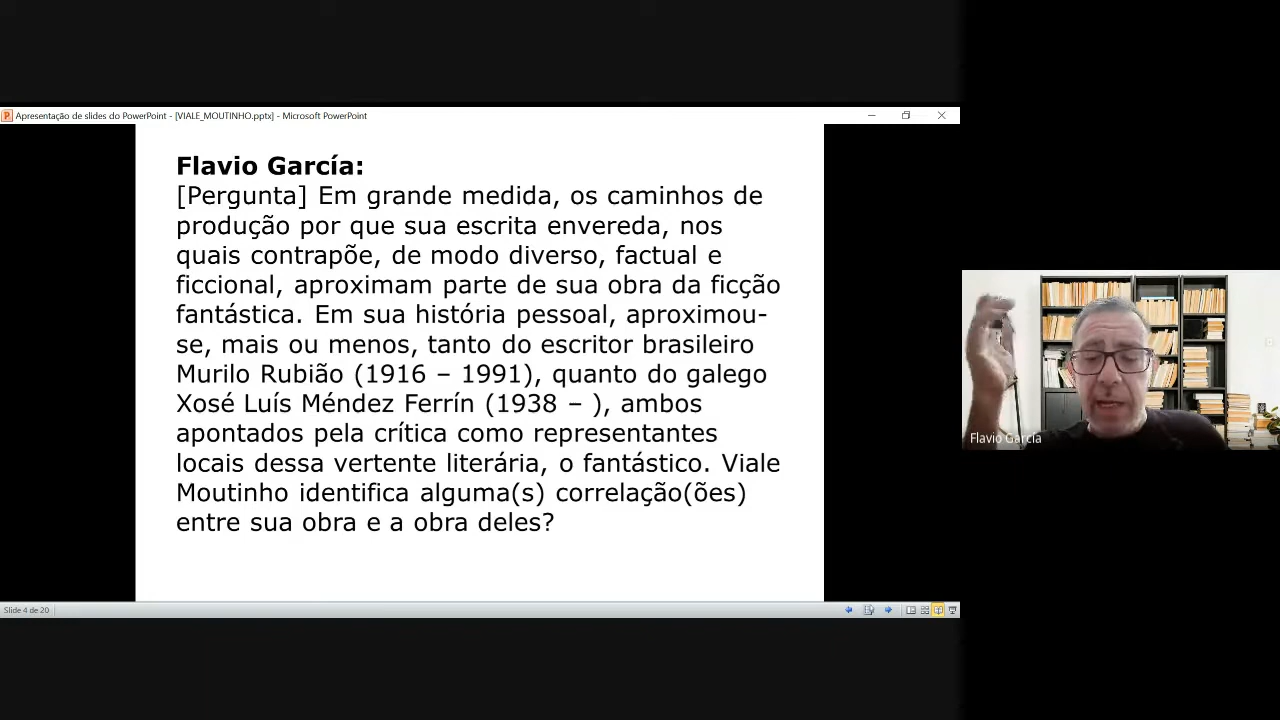 Apresentação de slides do PowerPoint - [VIALE_MOUTINHO.pptx] - Microsoft PowerPoint
Flavio García:
[Pergunta] Em grande medida, os caminhos de
produção por que sua escrita envereda, nos
quais contrapõe, de modo diverso, factual e
ficcional, aproximam parte de sua obra da ficção
fantástica. Em sua história pessoal, aproximou-
se, mais ou menos, tanto do escritor brasileiro
Murilo Rubião (1916 – 1991), quanto do galego
Xosé Luís Méndez Ferrín (1938 – ), ambos
apontados pela crítica como representantes
locais dessa vertente literária, o fantástico. Viale
Moutinho identifica alguma(s) correlação(ões)
entre sua obra e a obra deles?
Slide 4 de 20
Flavio García